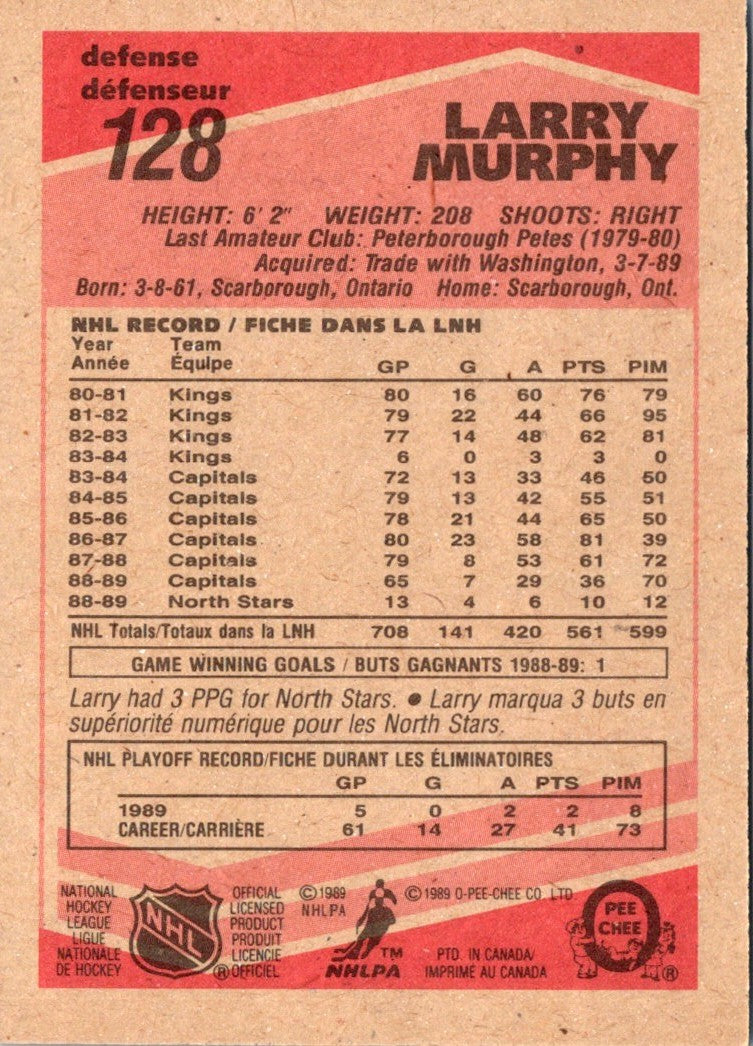 defense
défenseur
128
LARRY
MURPHY
HEIGHT: 6' 2" WEIGHT: 208 SHOOTS: RIGHT
Last Amateur Club: Peterborough Petes (1979-80)
Acquired: Trade with Washington, 3-7-89
Born: 3-8-61, Scarborough, Ontario Home: Scarborough, Ont.
NHL RECORD / FICHE DANS LA LNH
Year Team
Année Équipe GP G A PTS PIM
80-81 Kings 80 16 60 76 79
81-82 Kings 79 22 44 66 95
82-83 Kings 77 14 48 62 81
83-84 Kings 6 0 3 3 0
83-84 Capitals 72 13 33 46 50
84-85 Capitals 79 13 42 55 51
85-86 Capitals 78 21 44 65 50
86-87 Capitals 80 23 58 81 39
87-88 Capitals 79 8 53 61 72
88-89 Capitals 65 7 29 36 70
88-89 North Stars 13 4 6 10 12
NHL Totals/Totaux dans la LNH 708 141 420 561 599
GAME WINNING GOALS / BUTS GAGNANTS 1988-89: 1
Larry had 3 PPG for North Stars. ● Larry marqua 3 buts en
supériorité numérique pour les North Stars.
NHL PLAYOFF RECORD/FICHE DURANT LES ÉLIMINATOIRES
GP G A PTS PIM
1989 5 0 2 2 8
CAREER/CARRIÈRE 61 14 27 41 73
NATIONAL
HOCKEY
LEAGUE
LIGUE
NATIONALE
DE HOCKEY
NHL
OFFICIAL
LICENSED
PRODUCT
PRODUIT
LICENCIE
®OFFICIEL
©1989
NHLPA
TM
NHLPA
©1989 O-PEE-CHEE CO LTD
PTD. IN CANADA/
IMPRIMÉ AU CANADA
PEE
CHEE
®